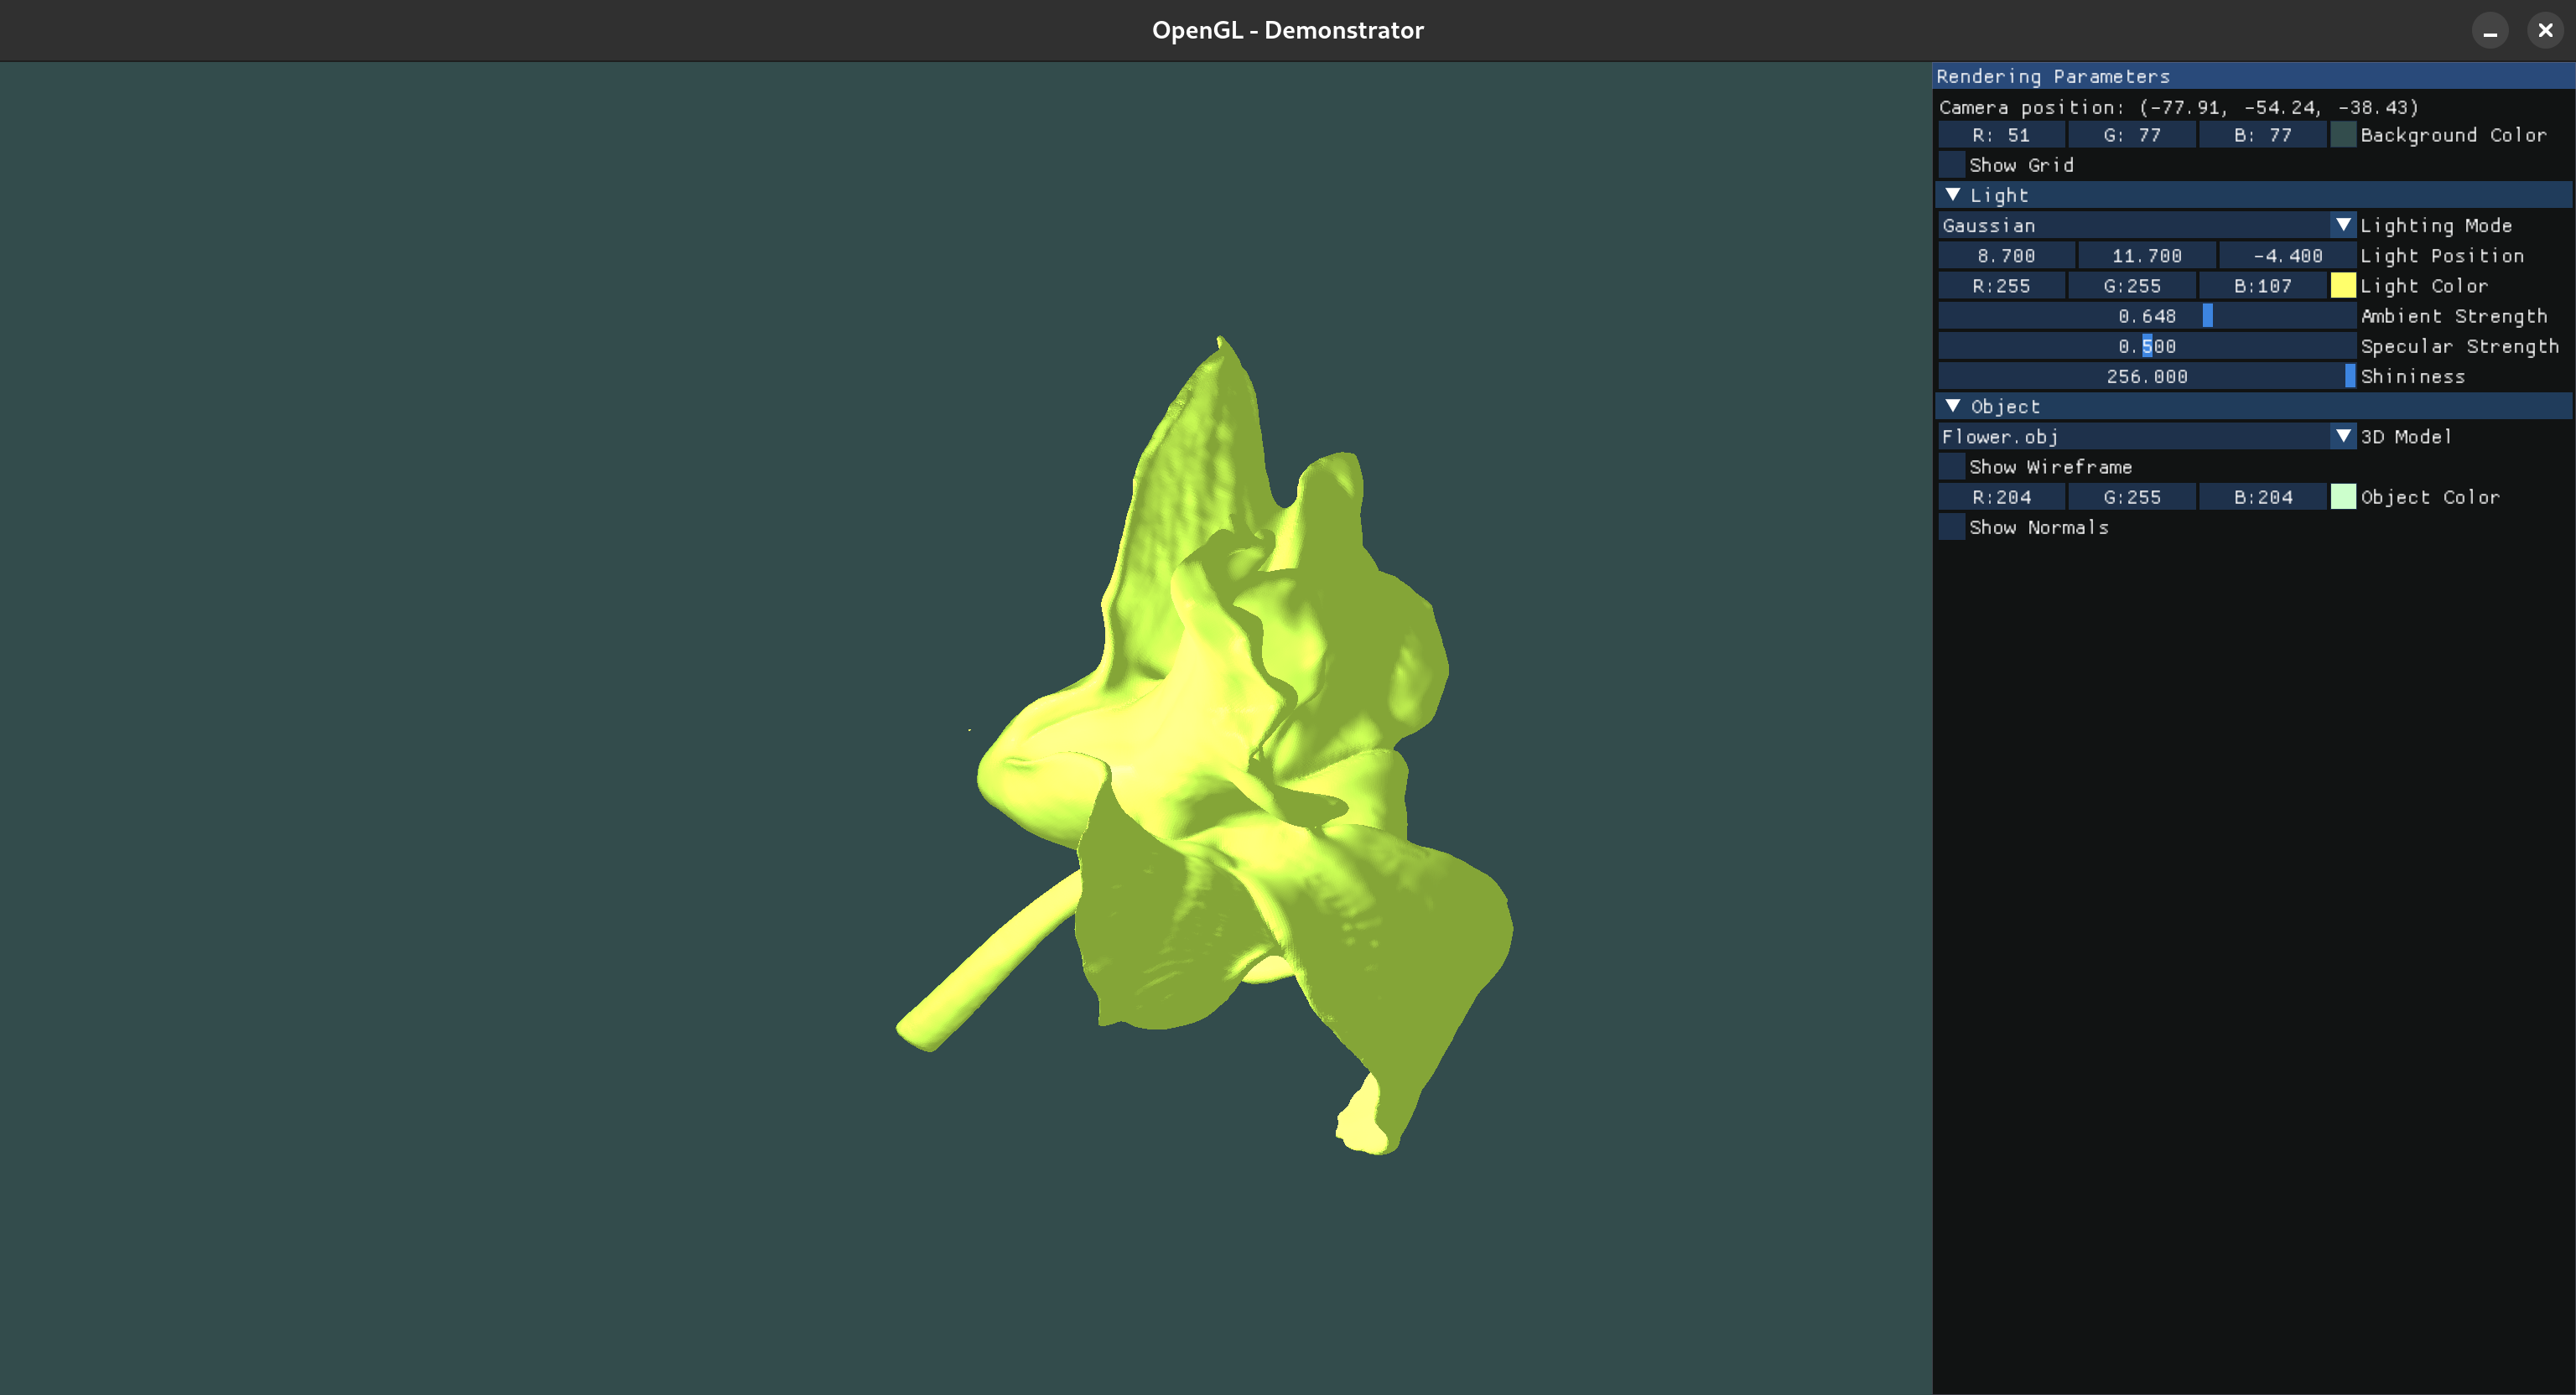 OpenGL - Demonstrator
Rendering Parameters
Camera position: (-77.91, -54.24, -38.43)
R: 51 G: 77 B: 77 Background Color
Show Grid
Light
Gaussian Lighting Mode
8.700 11.700 -4.400 Light Position
R:255 G:255 B:107 Light Color
0.648 Ambient Strength
0.500 Specular Strength
256.000 Shininess
Object
Flower.obj 3D Model
Show Wireframe
R:204 G:255 B:204 Object Color
Show Normals